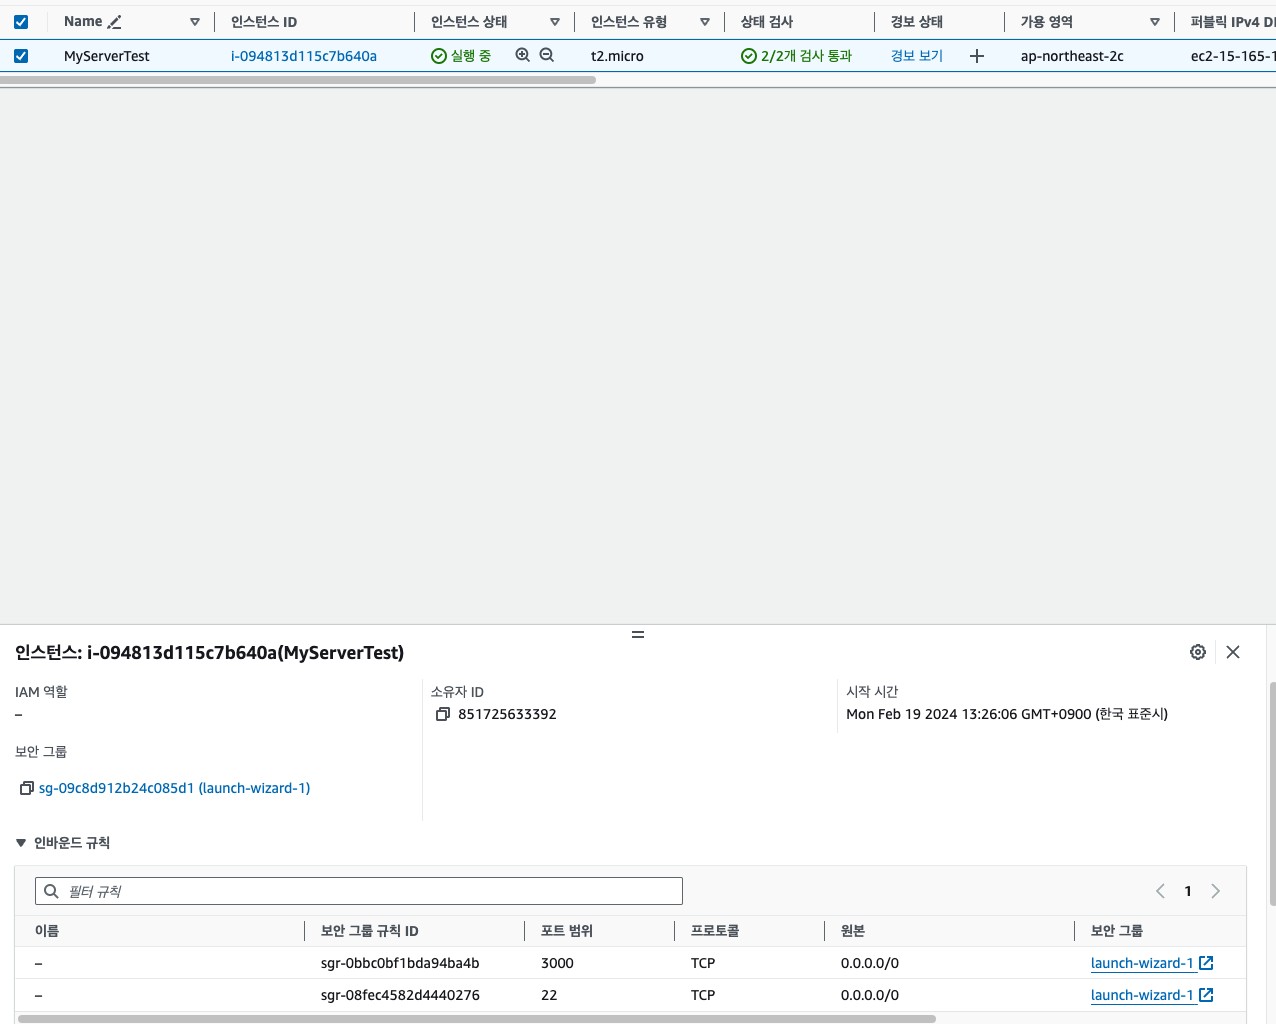 Name 인스턴스 ID 인스턴스 상태 인스턴스 유형 상태 검사 경보 상태 가용 영역 퍼블릭 IPv4
MyServerTest i-094813d115c7b640a 실행 중 t2.micro 2/2개 검사 통과 경보 보기 + ap-northeast-2c ec2-15-165-1
인스턴스: i-094813d115c7b640a(MyServerTest)
IAM 역할 소유자 ID 시작 시간
– 851725633392 Mon Feb 19 2024 13:26:06 GMT+0900 (한국 표준시)
보안 그룹
sg-09c8d912b24c085d1 (launch-wizard-1)
인바운드 규칙
필터 규칙 1
이름 보안 그룹 규칙 ID 포트 범위 프로토콜 원본 보안 그룹
– sgr-0bbc0bf1bda94ba4b 3000 TCP 0.0.0.0/0 launch-wizard-1
– sgr-08fec4582d4440276 22 TCP 0.0.0.0/0 launch-wizard-1